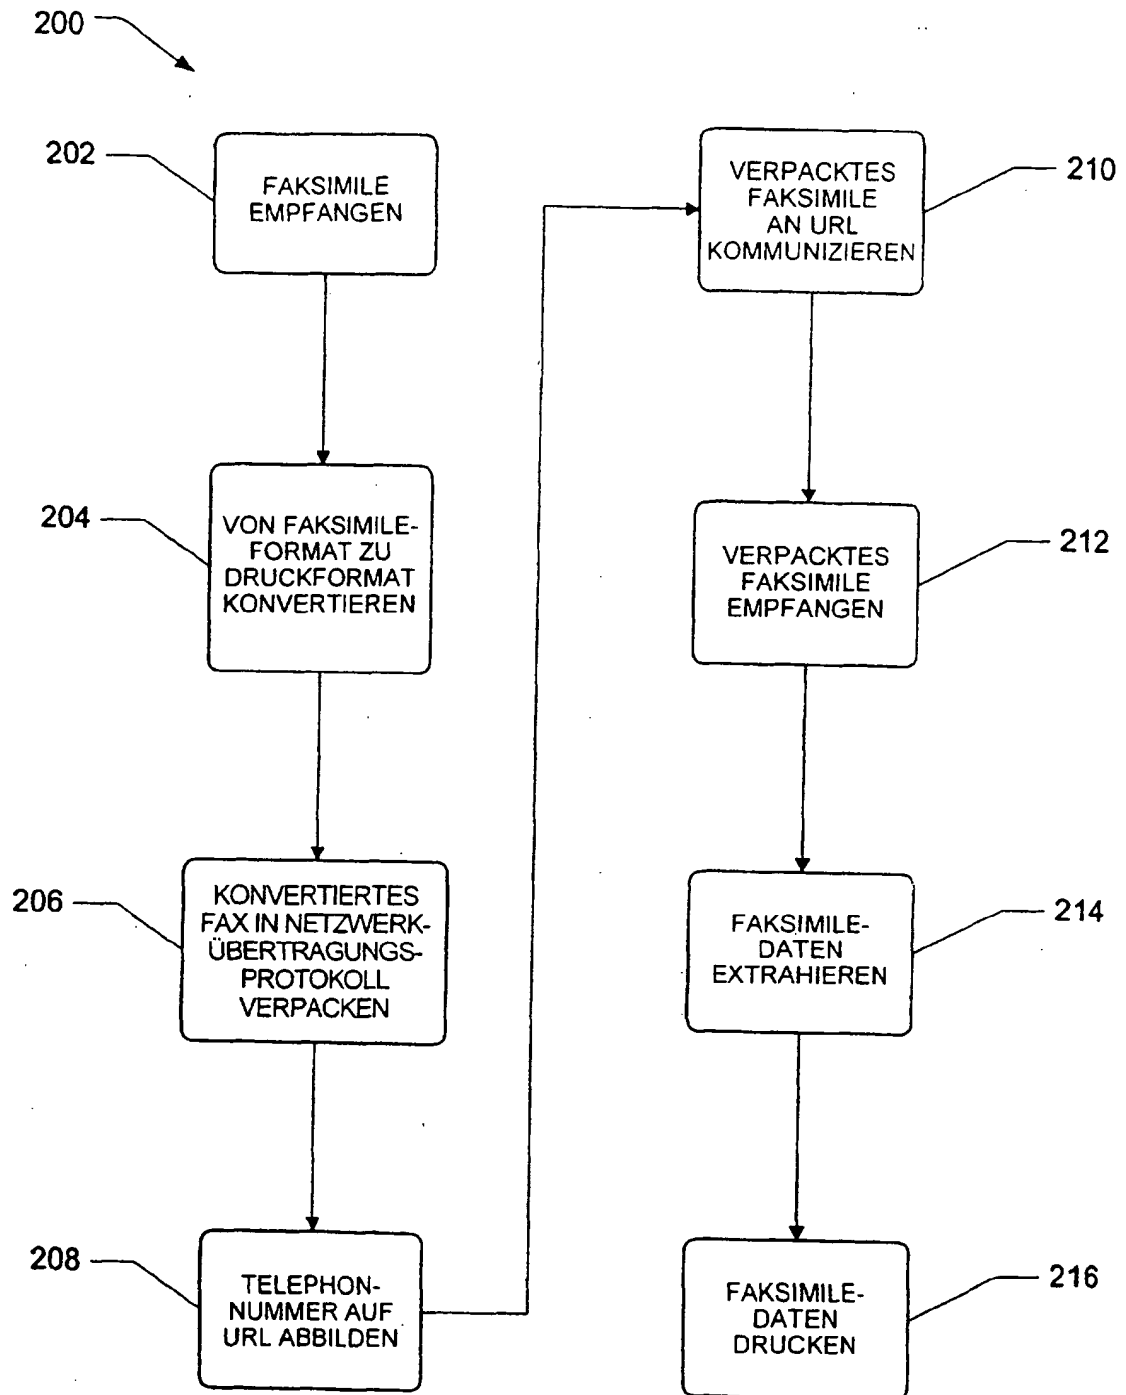 200
202
FAKSIMILE
EMPFANGEN
204
VON FAKSIMILE-
FORMAT ZU
DRUCKFORMAT
KONVERTIEREN
206
KONVERTIERTES
FAX IN NETZWERK-
ÜBERTRAGUNGS-
PROTOKOLL
VERPACKEN
208
TELEPHON-
NUMMER AUF
URL ABBILDEN
VERPACKTES
FAKSIMILE
AN URL
KOMMUNIZIEREN
210
VERPACKTES
FAKSIMILE
EMPFANGEN
212
FAKSIMILE-
DATEN
EXTRAHIEREN
214
FAKSIMILE-
DATEN
DRUCKEN
216